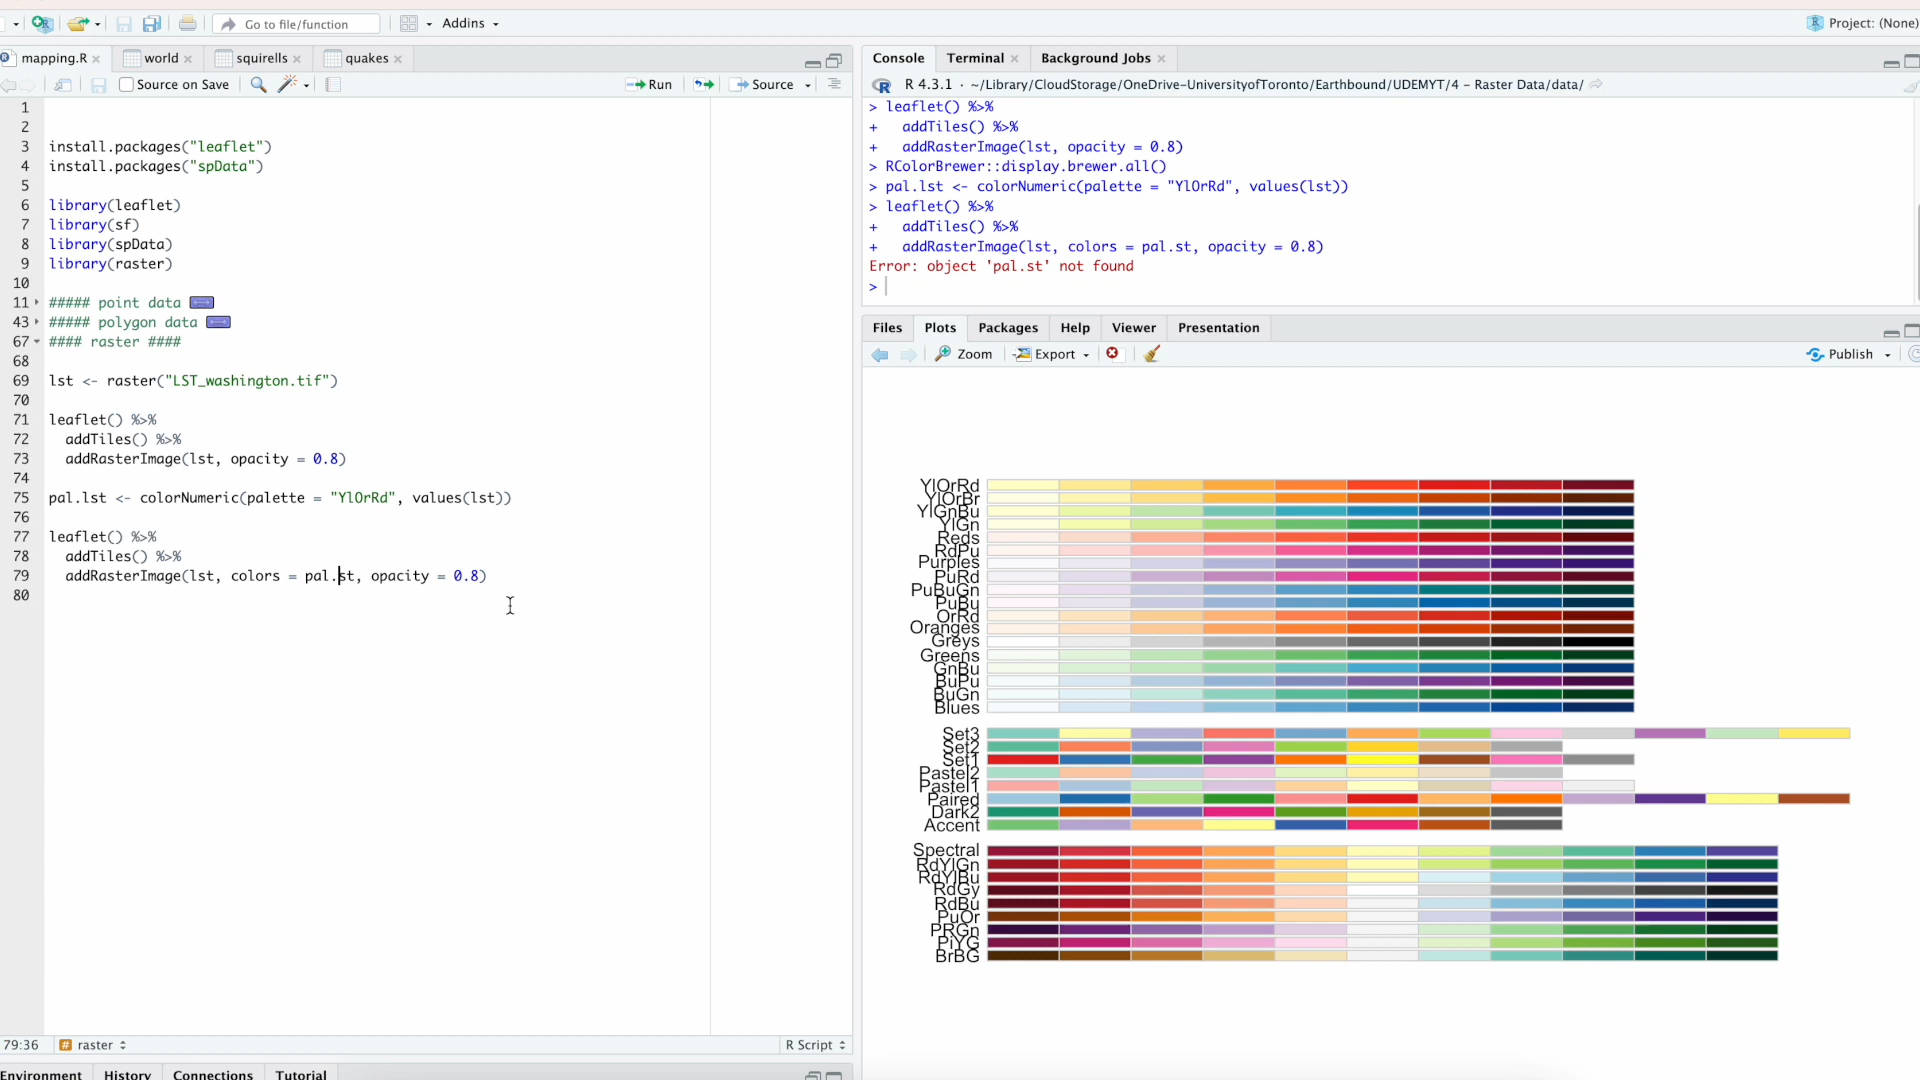 Go to file/function
Addins
Project: (None)
mapping.R
world
squirells
quakes
Source on Save
Run
Source
1
2
3 install.packages("leaflet")
4 install.packages("spData")
5
6 library(leaflet)
7 library(sf)
8 library(spData)
9 library(raster)
10
11 ##### point data
43 ##### polygon data
67 #### raster ####
68
69 lst <- raster("LST_washington.tif")
70
71 leaflet() %>%
72 addTiles() %>%
73 addRasterImage(lst, opacity = 0.8)
74
75 pal.lst <- colorNumeric(palette = "YlOrRd", values(lst))
76
77 leaflet() %>%
78 addTiles() %>%
79 addRasterImage(lst, colors = pal.st, opacity = 0.8)
80
79:36
raster
R Script
Environment
History
Connections
Tutorial
Console
Terminal
Background Jobs
R 4.3.1 · ~/Library/CloudStorage/OneDrive-UniversityofToronto/Earthbound/UDEMYT/4 – Raster Data/data/
> leaflet() %>%
+ addTiles() %>%
+ addRasterImage(lst, opacity = 0.8)
> RColorBrewer::display.brewer.all()
> pal.lst <- colorNumeric(palette = "YlOrRd", values(lst))
> leaflet() %>%
+ addTiles() %>%
+ addRasterImage(lst, colors = pal.st, opacity = 0.8)
Error: object 'pal.st' not found
>
Files
Plots
Packages
Help
Viewer
Presentation
Zoom
Export
Publish
YlOrRd
YlOrBr
YlGnBu
YlGn
Reds
RdPu
Purples
PuRd
PuBuGn
PuBu
OrRd
Oranges
Greys
Greens
GnBu
BuPu
BuGn
Blues
Set3
Set2
Set1
Pastel2
Pastel1
Paired
Dark2
Accent
Spectral
RdYlGn
RdYlBu
RdGy
RdBu
PuOr
PRGn
PiYG
BrBG